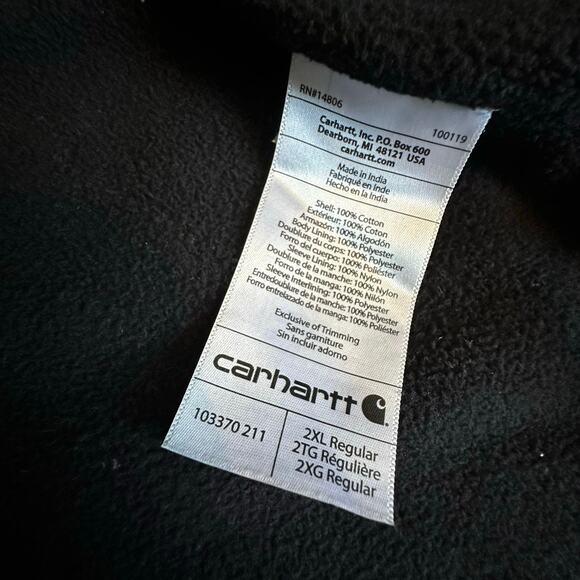 RN#14806 100119
Carhartt, Inc. P.O. Box 600
Dearborn, MI 48121 USA
carhartt.com
Made in India
Fabriqué en Inde
Hecho en la India
Shell: 100% Cotton
Extérieur: 100% Coton
Armazón: 100% Algodón
Body Lining: 100% Polyester
Doublure du corps: 100% Polyester
Forro del cuerpo: 100% Poliéster
Sleeve Lining: 100% Nylon
Doublure de la manche: 100% Nylon
Forro de la manga: 100% Nilón
Sleeve Interlining: 100% Polyester
Entredoublure de la manche: 100% Polyester
Forro entrelazado de la manga: 100% Poliéster
Exclusive of Trimming
Sans garniture
Sin incluir adorno
carhartt
103370 211
2XL Regular
2TG Régulière
2XG Regular